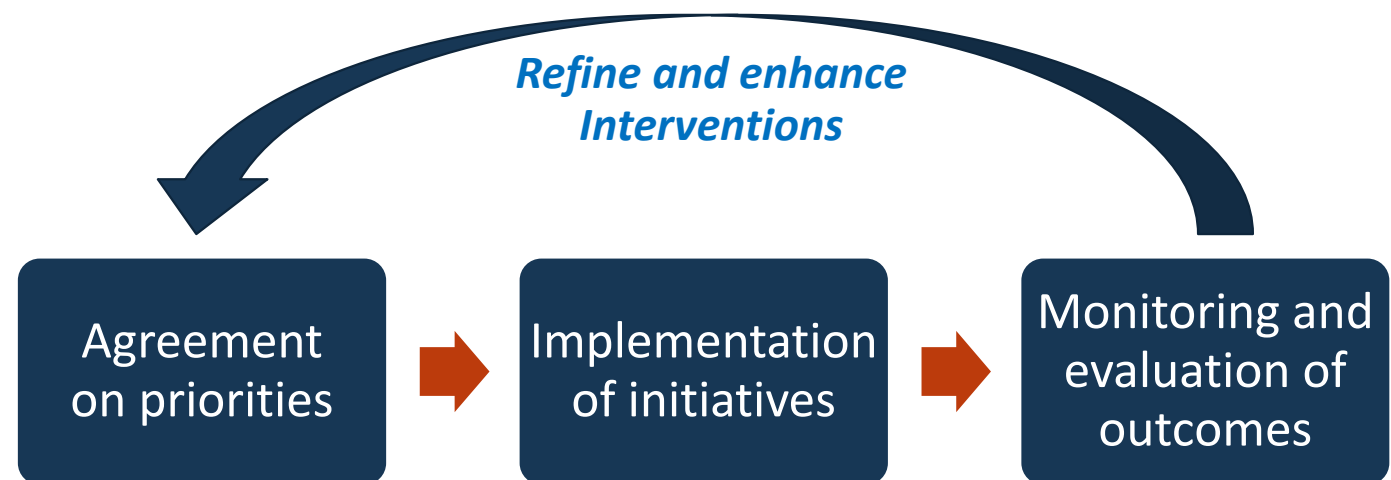 Refine and enhance
Interventions
Agreement
on priorities
Implementation
of initiatives
Monitoring and
evaluation of
outcomes